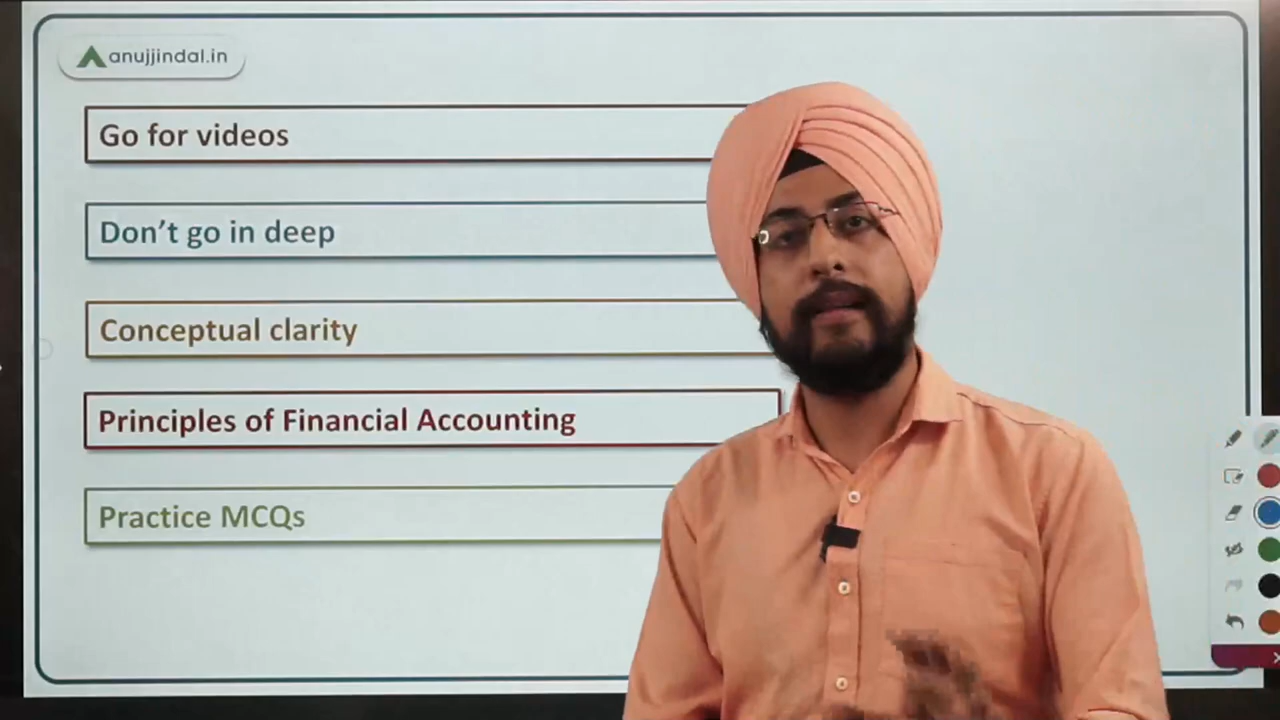 anujjindal.in
Go for videos
Don’t go in deep
Conceptual clarity
Principles of Financial Accounting
Practice MCQs